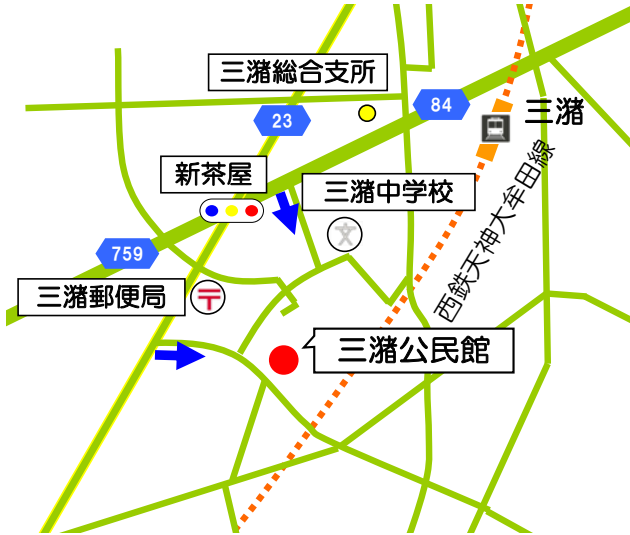 三潴総合支所
84
三潴
23
新茶屋
三潴中学校
文
西鉄天神大牟田線
759
三潴郵便局
〒
三潴公民館